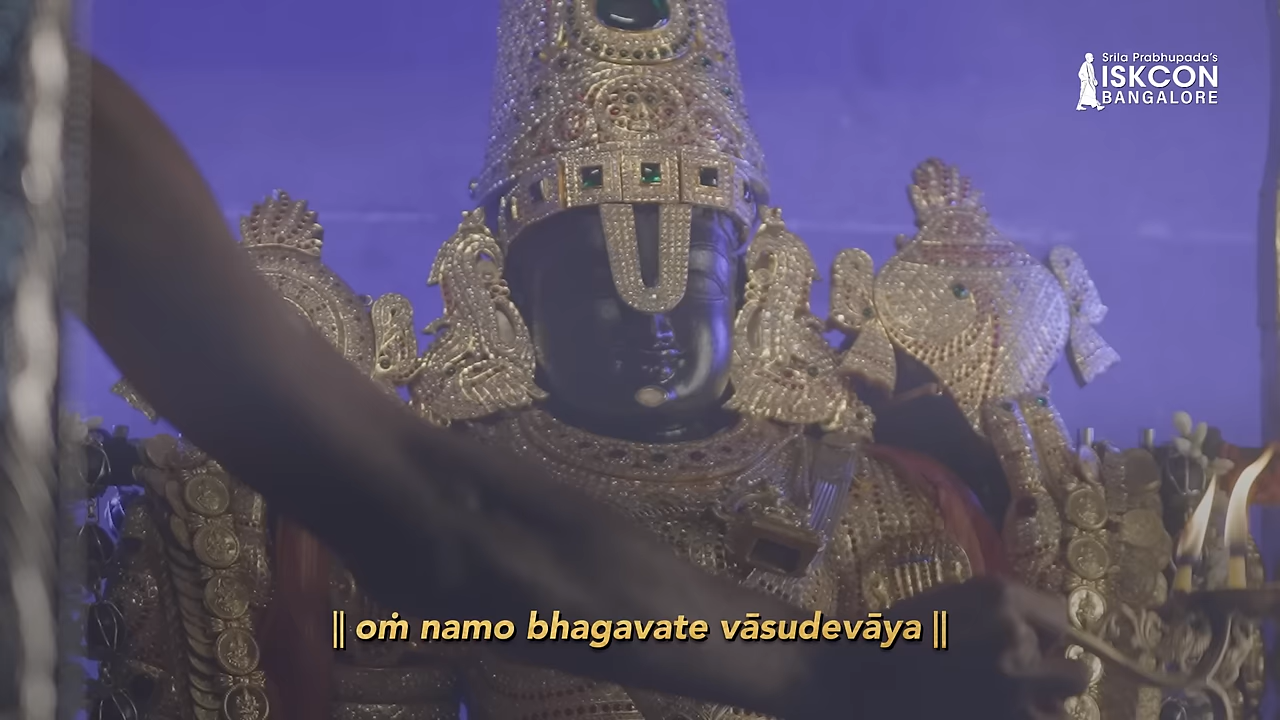 Srila Prabhupada's
ISKCON
BANGALORE
|| oṁ namo bhagavate vāsudevāya ||